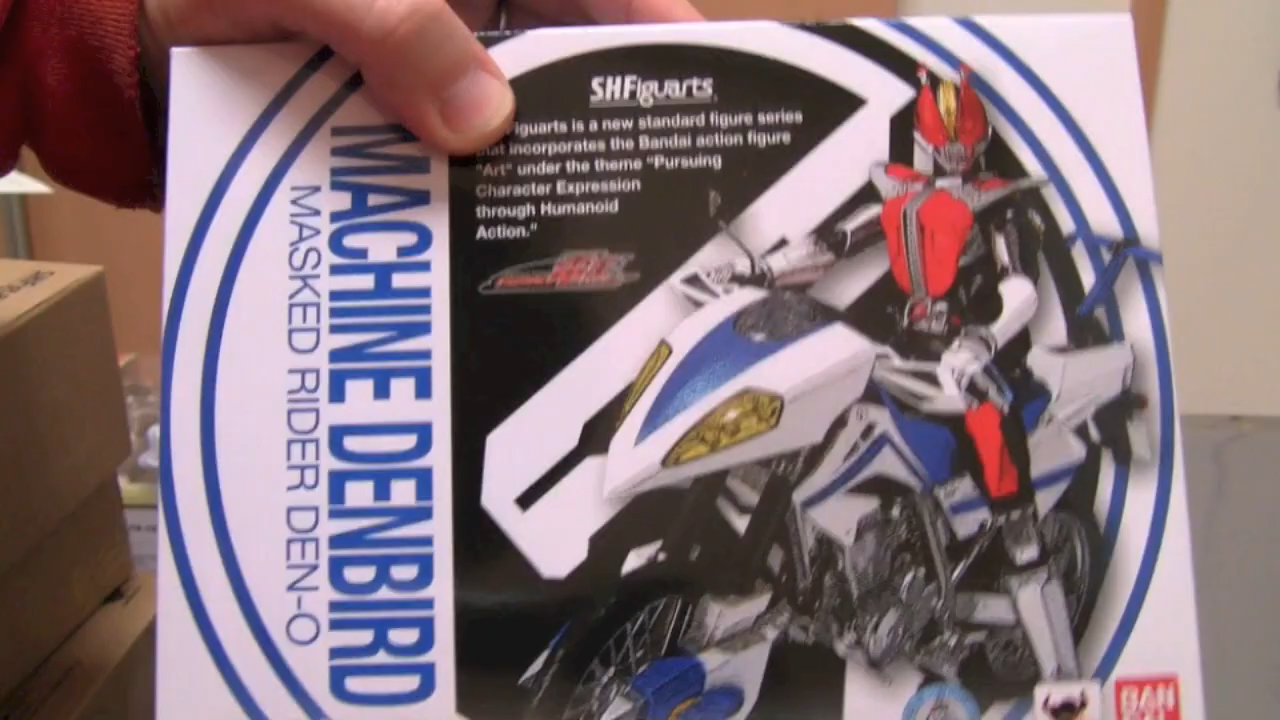 SHFiguarts
iguarts is a new standard figure series
that incorporates the Bandai action figure
"Art" under the theme "Pursuing
Character Expression
through Humanoid
Action."
MACHINE DENBIRD
MASKED RIDER DEN-O
BAN